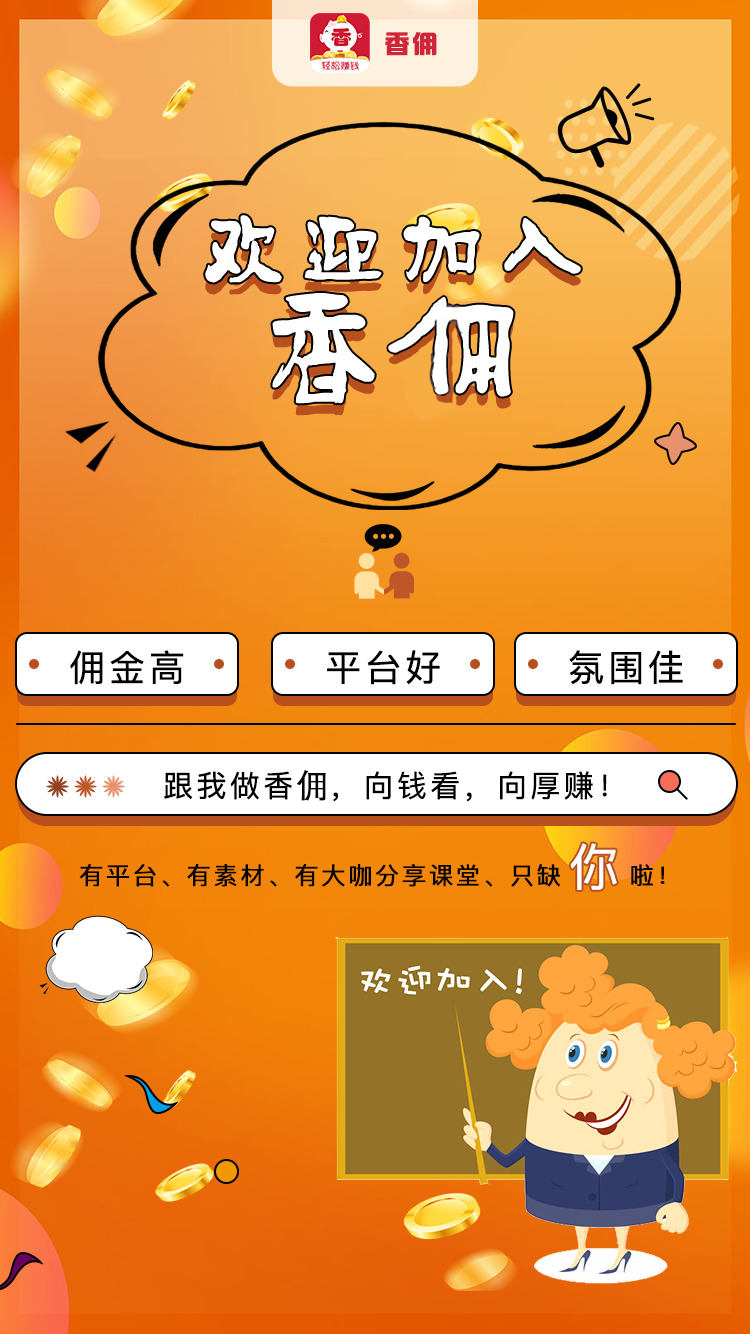 香
轻松赚钱
香佣
欢迎加入
香佣
佣金高
平台好
氛围佳
跟我做香佣，向钱看，向厚赚！
有平台、有素材、有大咖分享课堂、只缺你啦！
欢迎加入！